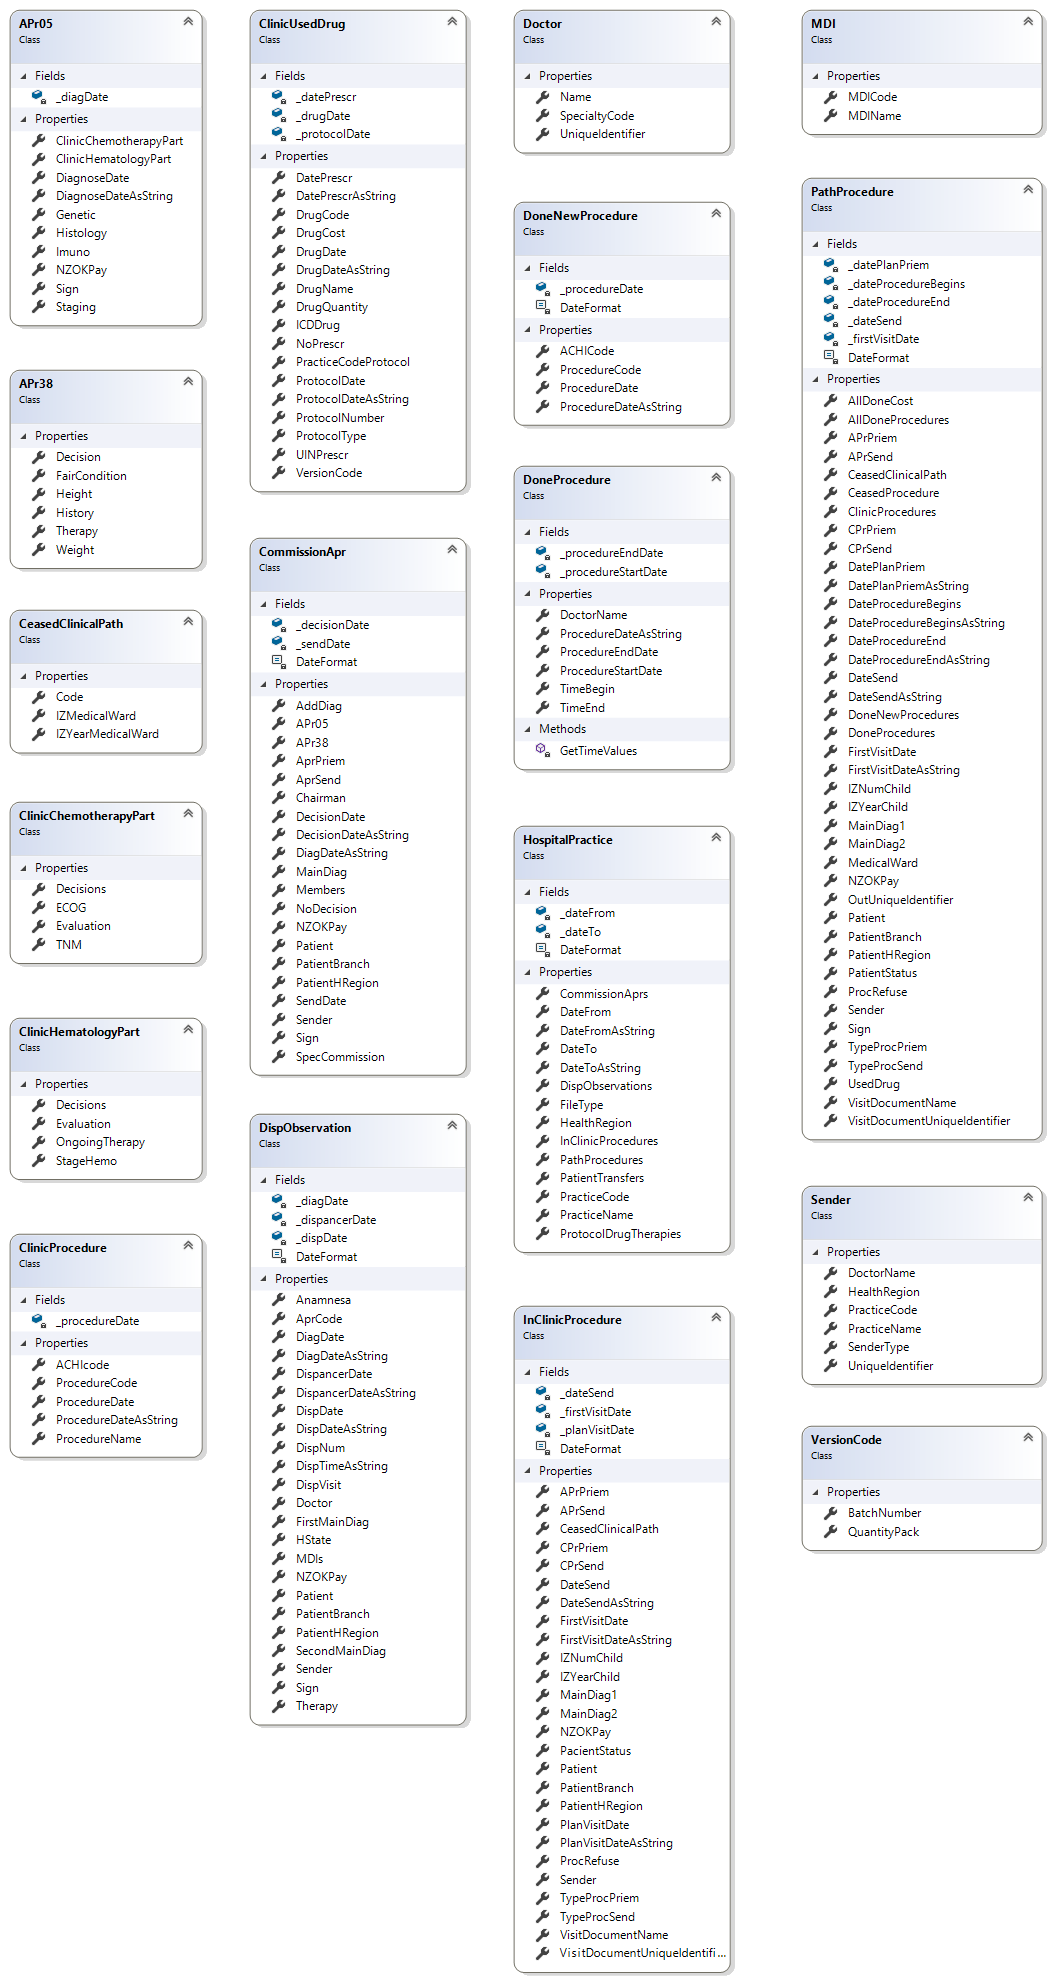 APr05
Class
Fields
_diagDate
Properties
ClinicChemotherapyPart
ClinicHematologyPart
DiagnoseDate
DiagnoseDateAsString
Genetic
Histology
Imuno
NZOKPay
Sign
Staging
APr38
Class
Properties
Decision
FairCondition
Height
History
Therapy
Weight
CeasedClinicalPath
Class
Properties
Code
IZMedicalWard
IZYearMedicalWard
ClinicChemotherapyPart
Class
Properties
Decisions
ECOG
Evaluation
TNM
ClinicHematologyPart
Class
Properties
Decisions
Evaluation
OngoingTherapy
StageHemo
ClinicProcedure
Class
Fields
_procedureDate
Properties
ACHIcode
ProcedureCode
ProcedureDate
ProcedureDateAsString
ProcedureName
ClinicUsedDrug
Class
Fields
_datePrescr
_drugDate
_protocolDate
Properties
DatePrescr
DatePrescrAsString
DrugCode
DrugCost
DrugDate
DrugDateAsString
DrugName
DrugQuantity
ICDDrug
NoPrescr
PracticeCodeProtocol
ProtocolDate
ProtocolDateAsString
ProtocolNumber
ProtocolType
UINPrescr
VersionCode
CommissionApr
Class
Fields
_decisionDate
_sendDate
DateFormat
Properties
AddDiag
APr05
APr38
AprPriem
AprSend
Chairman
DecisionDate
DecisionDateAsString
DiagDateAsString
MainDiag
Members
NoDecision
NZOKPay
Patient
PatientBranch
PatientHRegion
SendDate
Sender
Sign
SpecCommission
DispObservation
Class
Fields
_diagDate
_dispancerDate
_dispDate
DateFormat
Properties
Anamnesa
AprCode
DiagDate
DiagDateAsString
DispancerDate
DispancerDateAsString
DispDate
DispDateAsString
DispNum
DispTimeAsString
DispVisit
Doctor
FirstMainDiag
HState
MDIs
NZOKPay
Patient
PatientBranch
PatientHRegion
SecondMainDiag
Sender
Sign
Therapy
Doctor
Class
Properties
Name
SpecialtyCode
UniqueIdentifier
DoneNewProcedure
Class
Fields
_procedureDate
DateFormat
Properties
ACHICode
ProcedureCode
ProcedureDate
ProcedureDateAsString
DoneProcedure
Class
Fields
_procedureEndDate
_procedureStartDate
Properties
DoctorName
ProcedureDateAsString
ProcedureEndDate
ProcedureStartDate
TimeBegin
TimeEnd
Methods
GetTimeValues
HospitalPractice
Class
Fields
_dateFrom
_dateTo
DateFormat
Properties
CommissionAprs
DateFrom
DateFromAsString
DateTo
DateToAsString
DispObservations
FileType
HealthRegion
InClinicProcedures
PathProcedures
PatientTransfers
PracticeCode
PracticeName
ProtocolDrugTherapies
InClinicProcedure
Class
Fields
_dateSend
_firstVisitDate
_planVisitDate
DateFormat
Properties
APrPriem
APrSend
CeasedClinicalPath
CPrPriem
CPrSend
DateSend
DateSendAsString
FirstVisitDate
FirstVisitDateAsString
IZNumChild
IZYearChild
MainDiag1
MainDiag2
NZOKPay
PacientStatus
Patient
PatientBranch
PatientHRegion
PlanVisitDate
PlanVisitDateAsString
ProcRefuse
Sender
TypeProcPriem
TypeProcSend
VisitDocumentName
VisitDocumentUniqueIdentifi...
MDI
Class
Properties
MDICode
MDIName
PathProcedure
Class
Fields
_datePlanPriem
_dateProcedureBegins
_dateProcedureEnd
_dateSend
_firstVisitDate
DateFormat
Properties
AllDoneCost
AllDoneProcedures
APrPriem
APrSend
CeasedClinicalPath
CeasedProcedure
ClinicProcedures
CPrPriem
CPrSend
DatePlanPriem
DatePlanPriemAsString
DateProcedureBegins
DateProcedureBeginsAsString
DateProcedureEnd
DateProcedureEndAsString
DateSend
DateSendAsString
DoneNewProcedures
DoneProcedures
FirstVisitDate
FirstVisitDateAsString
IZNumChild
IZYearChild
MainDiag1
MainDiag2
MedicalWard
NZOKPay
OutUniqueIdentifier
Patient
PatientBranch
PatientHRegion
PatientStatus
ProcRefuse
Sender
Sign
TypeProcPriem
TypeProcSend
UsedDrug
VisitDocumentName
VisitDocumentUniqueIdentifier
Sender
Class
Properties
DoctorName
HealthRegion
PracticeCode
PracticeName
SenderType
UniqueIdentifier
VersionCode
Class
Properties
BatchNumber
QuantityPack